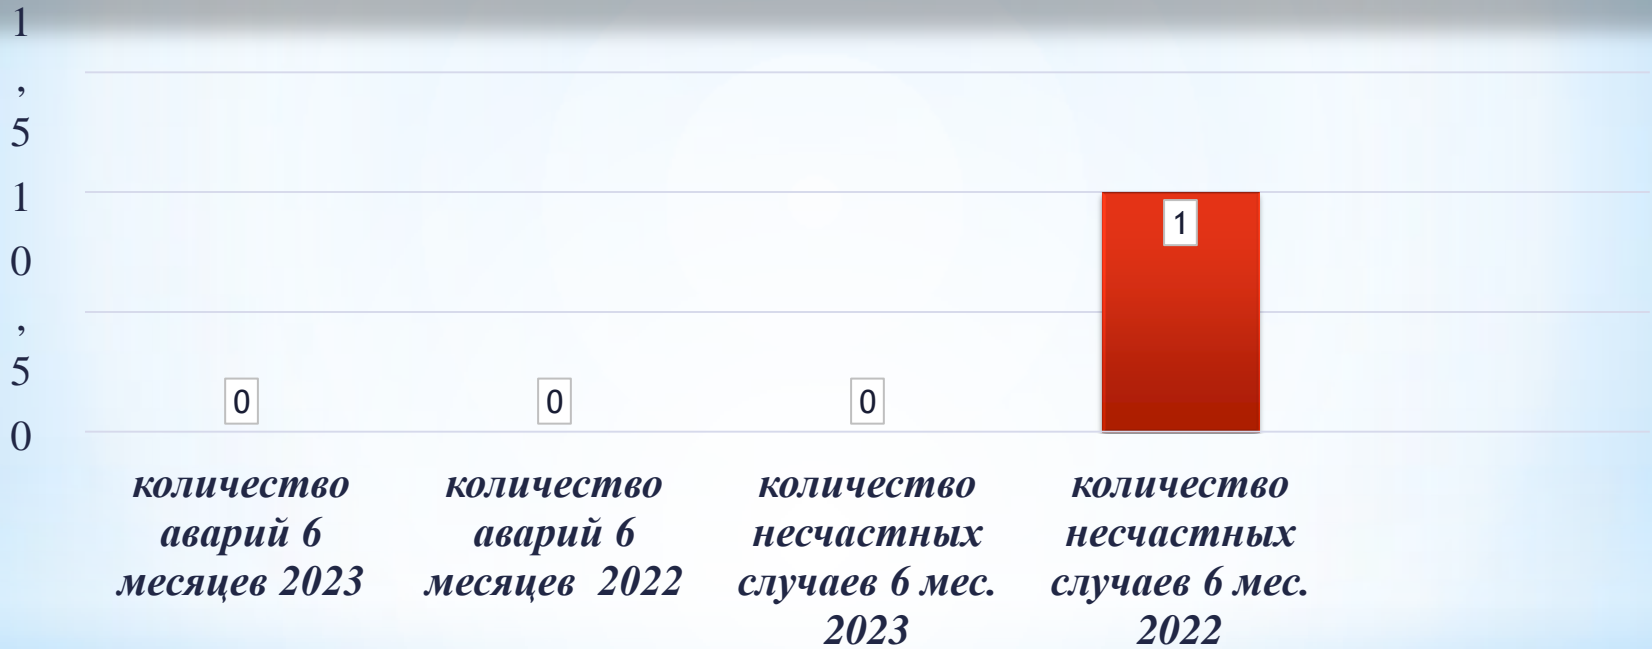 1
,
5
1
0
,
5
0
0
0
0
1
количество
аварий 6
месяцев 2023
количество
аварий 6
месяцев 2022
количество
несчастных
случаев 6 мес.
2023
количество
несчастных
случаев 6 мес.
2022